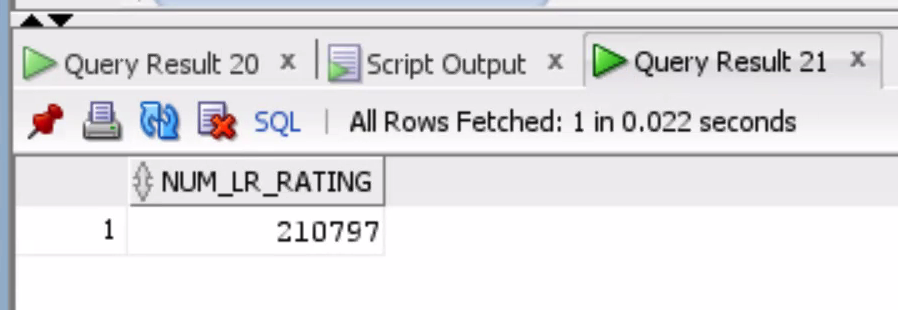 Query Result 20 x Script Output x Query Result 21 x
SQL | All Rows Fetched: 1 in 0.022 seconds
NUM_LR_RATING
1 210797